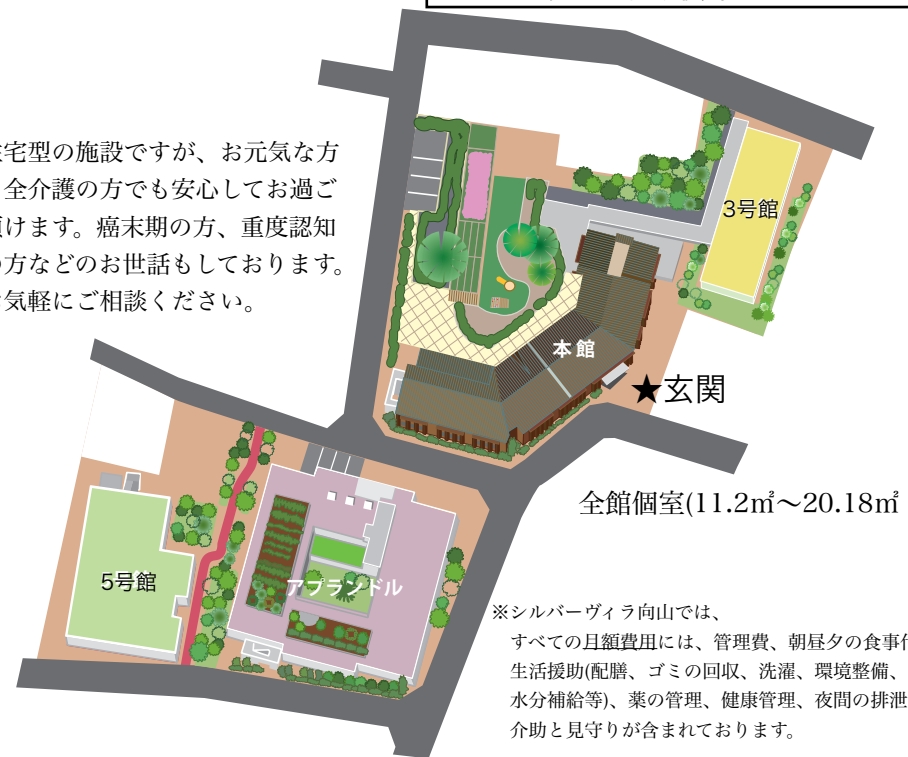 宅型の施設ですが、お元気な方
全介護の方でも安心してお過ご
けます。癌末期の方、重度認知
方などのお世話もしております。
気軽にご相談ください。
3号館
本館
★玄関
全館個室(11.2㎡〜20.18㎡
5号館
アプランドル
※シルバーヴィラ向山では、
すべての月額費用には、管理費、朝昼夕の食事
生活援助(配膳、ゴミの回収、洗濯、環境整備、
水分補給等)、薬の管理、健康管理、夜間の排泄
介助と見守りが含まれております。